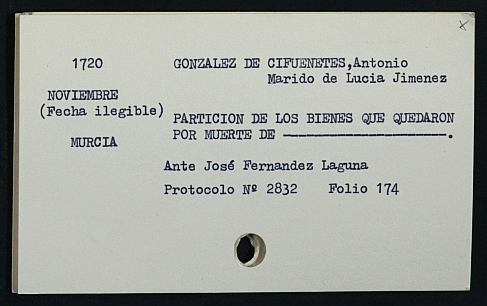 1720
GONZALEZ DE CIFUENETES,Antonio
Marido de Lucia Jimenez
NOVIEMBRE
(Fecha ilegible)
PARTICION DE LOS BIENES QUE QUEDARON
POR MUERTE DE ————————————————.
MURCIA
Ante José Fernandez Laguna
Protocolo Nº 2832 Folio 174
x